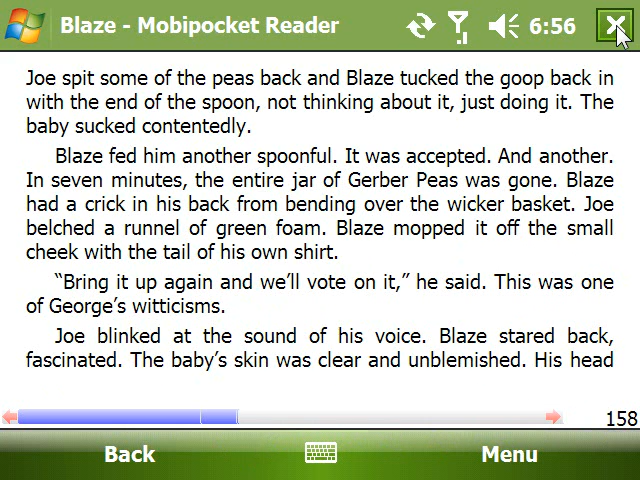 Blaze - Mobipocket Reader 6:56
Joe spit some of the peas back and Blaze tucked the goop back in
with the end of the spoon, not thinking about it, just doing it. The
baby sucked contentedly.
Blaze fed him another spoonful. It was accepted. And another.
In seven minutes, the entire jar of Gerber Peas was gone. Blaze
had a crick in his back from bending over the wicker basket. Joe
belched a runnel of green foam. Blaze mopped it off the small
cheek with the tail of his own shirt.
“Bring it up again and we’ll vote on it,” he said. This was one
of George’s witticisms.
Joe blinked at the sound of his voice. Blaze stared back,
fascinated. The baby’s skin was clear and unblemished. His head
158
Back Menu